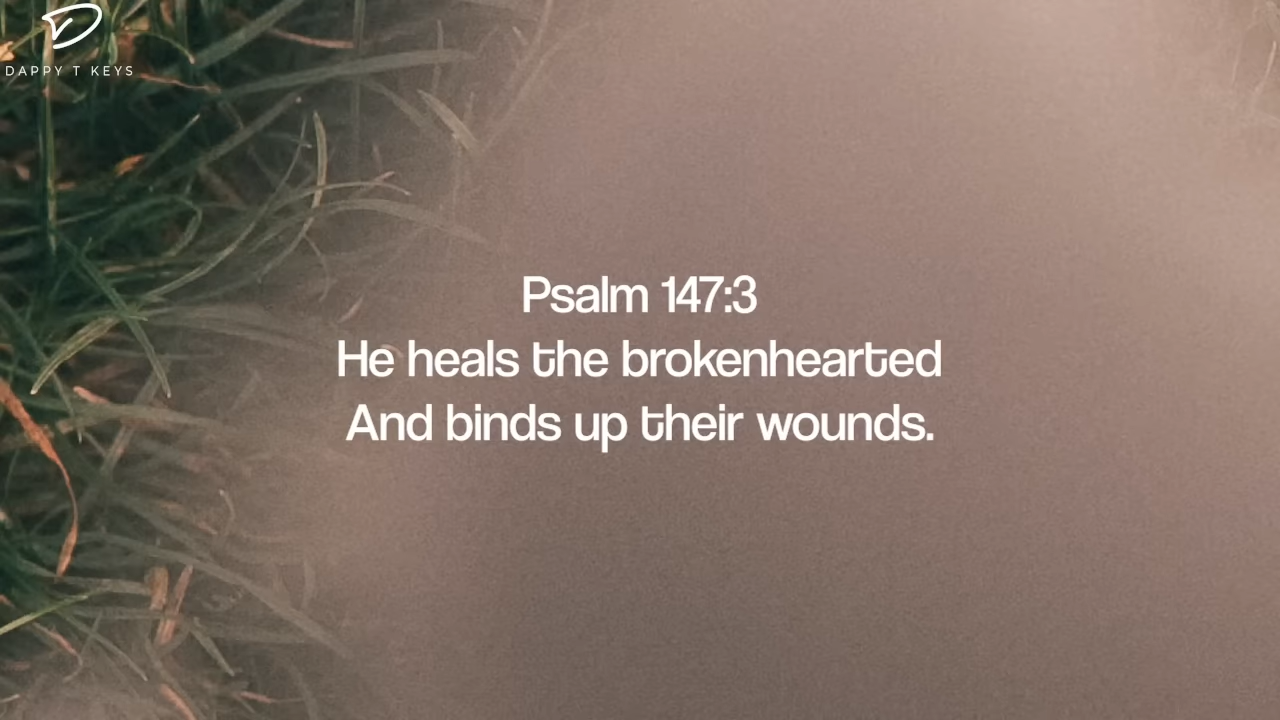 DAPPY T KEYS
Psalm 147:3
He heals the brokenhearted
And binds up their wounds.